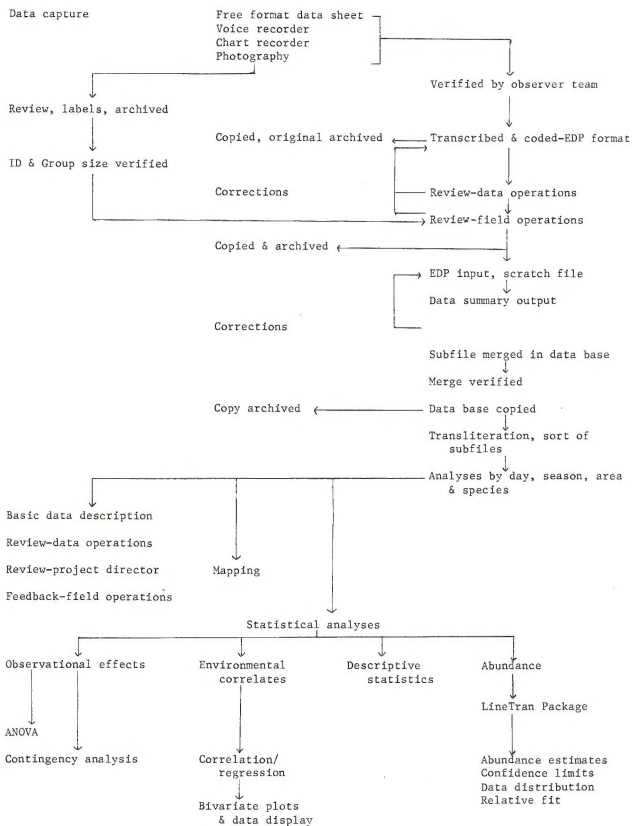 Data capture
Free format data sheet
Voice recorder
Chart recorder
Photography
Verified by observer team
Review, labels, archived
Copied, original archived
Transcribed & coded-EDP format
ID & Group size verified
Corrections
Review-data operations
Review-field operations
Copied & archived
EDP input, scratch file
Data summary output
Corrections
Subfile merged in data base
Merge verified
Copy archived
Data base copied
Transliteration, sort of
subfiles
Analyses by day, season, area
& species
Basic data description
Review-data operations
Review-project director
Mapping
Feedback-field operations
Statistical analyses
Observational effects
Environmental
correlates
Descriptive
statistics
Abundance
LineTran Package
ANOVA
Contingency analysis
Correlation/
regression
Abundance estimates
Confidence limits
Data distribution
Relative fit
Bivariate plots
& data display